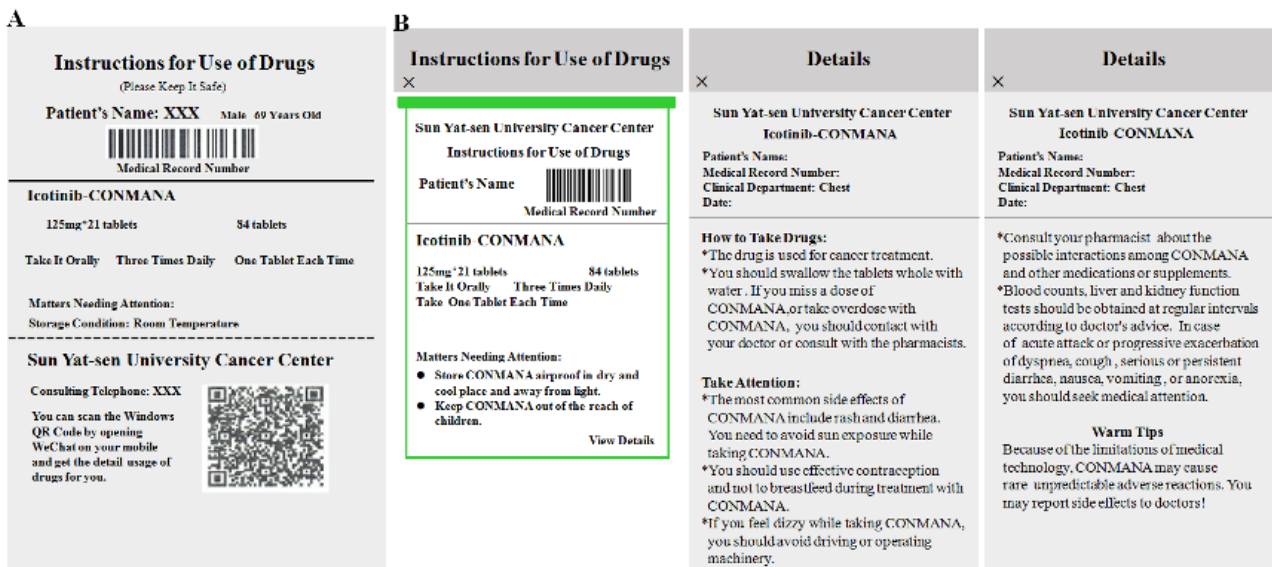 A
Instructions for Use of Drugs
(Please Keep It Safe)
Patient's Name: XXX Male 69 Years Old
Medical Record Number
Icotinib-CONMANA
125mg*21 tablets 84 tablets
Take It Orally Three Times Daily One Tablet Each Time
Matters Needing Attention:
Storage Condition: Room Temperature
Sun Yat-sen University Cancer Center
Consulting Telephone: XXX
You can scan the Windows
QR Code by opening
WeChat on your mobile
and get the detail usage of
drugs for you.
B
Instructions for Use of Drugs
×
Sun Yat-sen University Cancer Center
Instructions for Use of Drugs
Patient's Name
Medical Record Number
Icotinib-CONMANA
125mg*21 tablets 84 tablets
Take It Orally Three Times Daily
Take One Tablet Each Time
Matters Needing Attention:
● Store CONMANA airproof in dry and
cool place and away from light.
● Keep CONMANA out of the reach of
children.
View Details
Details
×
Sun Yat-sen University Cancer Center
Icotinib-CONMANA
Patient's Name:
Medical Record Number:
Clinical Department: Chest
Date:
How to Take Drugs:
*The drug is used for cancer treatment.
*You should swallow the tablets whole with
water . If you miss a dose of
CONMANA,or take overdose with
CONMANA, you should contact with
your doctor or consult with the pharmacists.
Take Attention:
*The most common side effects of
CONMANA include rash and diarrhea.
You need to avoid sun exposure while
taking CONMANA.
*You should use effective contraception
and not to breastfeed during treatment with
CONMANA.
*If you feel dizzy while taking CONMANA,
you should avoid driving or operating
machinery.
Details
×
Sun Yat-sen University Cancer Center
Icotinib-CONMANA
Patient's Name:
Medical Record Number:
Clinical Department: Chest
Date:
*Consult your pharmacist about the
possible interactions among CONMANA
and other medications or supplements.
*Blood counts, liver and kidney function
tests should be obtained at regular intervals
according to doctor's advice. In case
of acute attack or progressive exacerbation
of dyspnea, cough , serious or persistent
diarrhea, nausea, vomiting , or anorexia,
you should seek medical attention.
Warm Tips
Because of the limitations of medical
technology, CONMANA may cause
rare unpredictable adverse reactions. You
may report side effects to doctors!